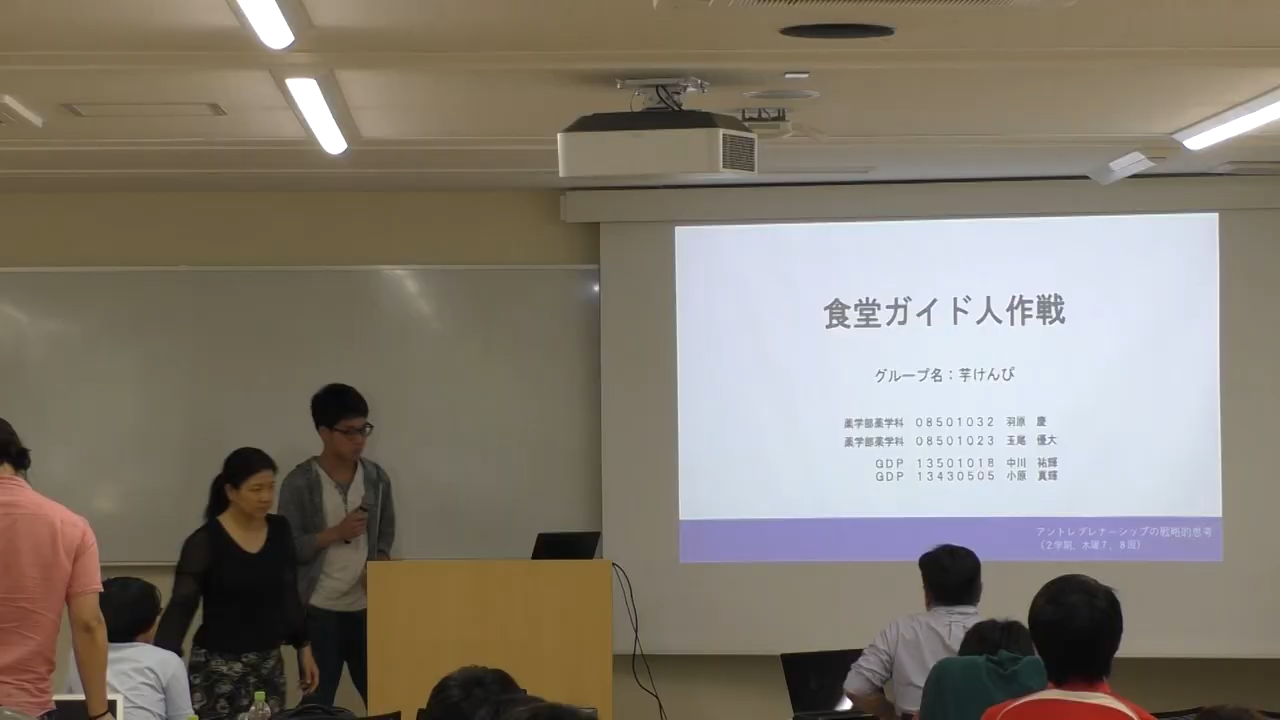 食堂ガイド人作戦
グループ名：芋けんぴ
薬学部薬学科 08501032 羽原 慶
薬学部薬学科 08501023 玉尾 優大
GDP 13501018 中川 祐輝
GDP 13430505 小原 真輝
アントレプレナーシップの戦略的思考
（2学期、木曜7，8限）